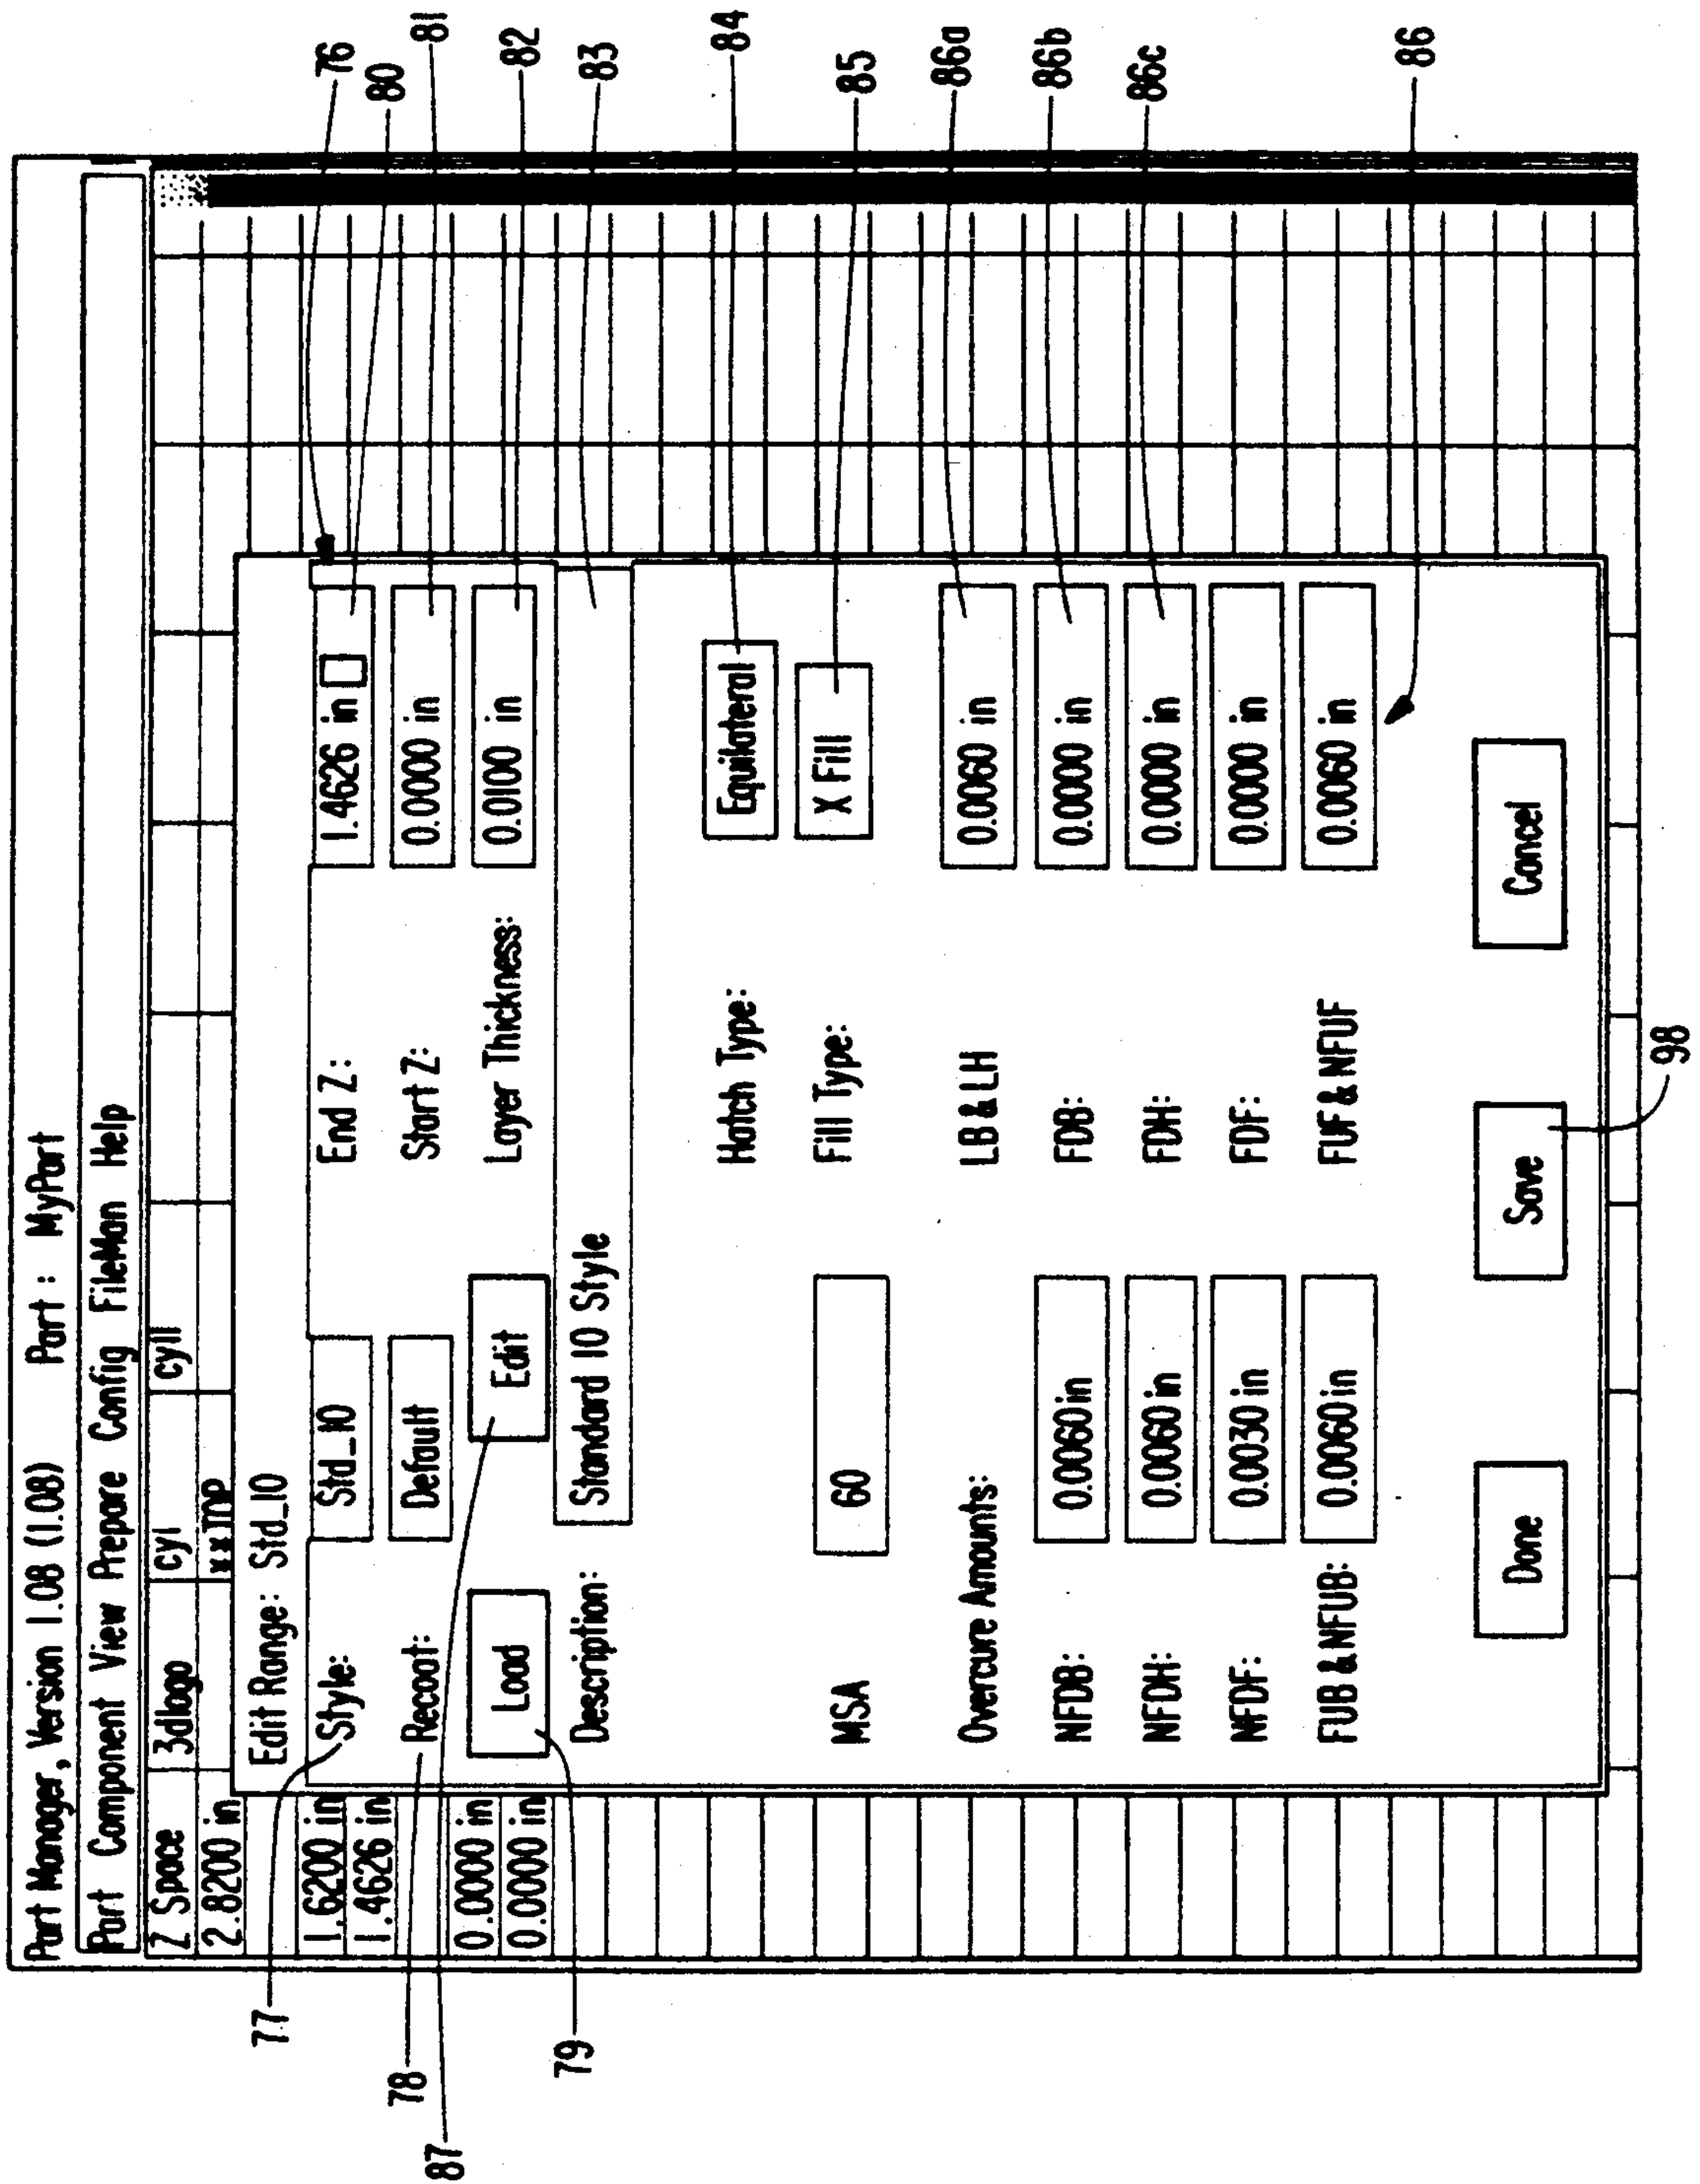 Part Manager, Version 1.08 (1.08) Part : MyPart
Part Component View Prepare Config FileMan Help
Z Space 3dlogo cyl cyl1
2.8200 in **TOP
1.6200 in
1.4626 in
0.0000 in
0.0000 in
Edit Range: Std_10
Style: Std_10 End Z: 1.4626 in
Recoat: Default Start Z: 0.0000 in
Load Edit Layer Thickness: 0.0100 in
Description: Standard 10 Style
Hatch Type: Equilateral
MSA 60 Fill Type: X Fill
Overcure Amounts: LB & LH 0.0060 in
NFDB: 0.0060 in FDB: 0.0000 in
NFDH: 0.0060 in FDH: 0.0000 in
NFDF: 0.0030 in FDF: 0.0000 in
FUB & NFUB: 0.0060 in FUF & NFUF 0.0060 in
Done Save Cancel
76
80
81
82
83
84
85
86a
86b
86c
86
77
78
87
79
98